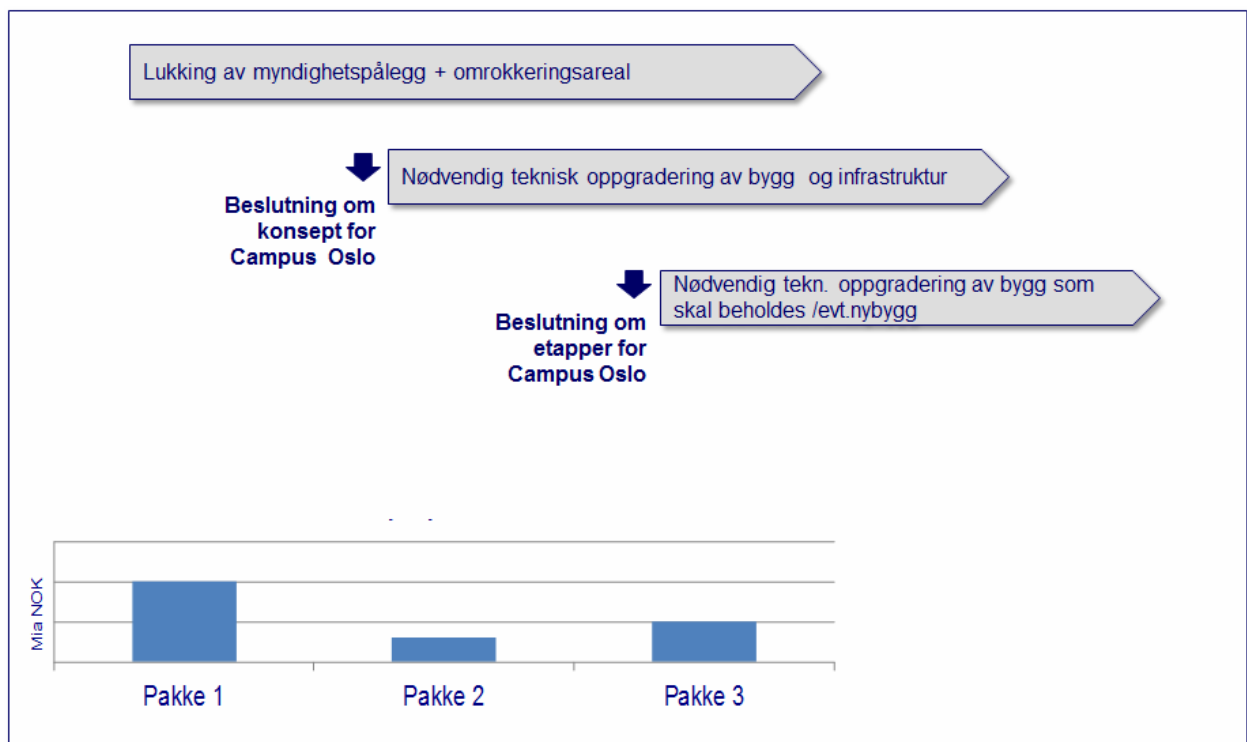 Lukking av myndighetspålegg + omrokkeringsareal
Nødvendig teknisk oppgradering av bygg og infrastruktur
Beslutning om
konsept for
Campus Oslo
Nødvendig tekn. oppgradering av bygg som
skal beholdes /evt.nybygg
Beslutning om
etapper for
Campus Oslo
Mia NOK
Pakke 1
Pakke 2
Pakke 3